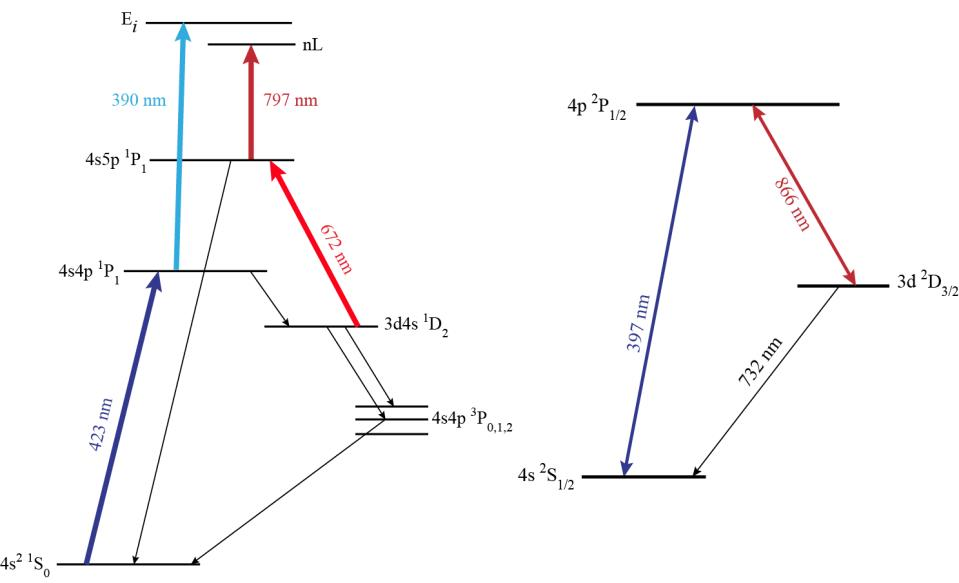 E_i
nL
390 nm
797 nm
4s5p ¹P₁
672 nm
4s4p ¹P₁
3d4s ¹D₂
423 nm
4s4p ³P₀,₁,₂
4s² ¹S₀
4p ²P₁/₂
866 nm
3d ²D₃/₂
397 nm
732 nm
4s ²S₁/₂